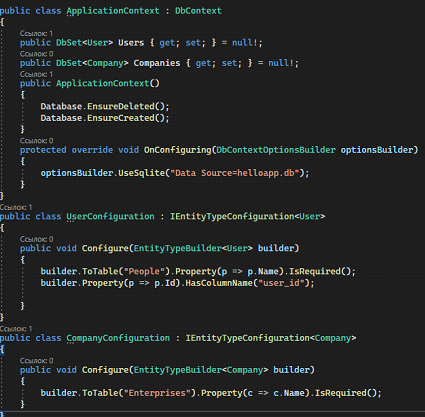 public class ApplicationContext : DbContext
{
Ссылок: 1
public DbSet<User> Users { get; set; } = null!;
Ссылок: 0
public DbSet<Company> Companies { get; set; } = null!;
Ссылок: 1
public ApplicationContext()
{
Database.EnsureDeleted();
Database.EnsureCreated();
}
Ссылок: 0
protected override void OnConfiguring(DbContextOptionsBuilder optionsBuilder)
{
optionsBuilder.UseSqlite("Data Source=helloapp.db");
}
}
Ссылок: 1
public class UserConfiguration : IEntityTypeConfiguration<User>
{
Ссылок: 0
public void Configure(EntityTypeBuilder<User> builder)
{
builder.ToTable("People").Property(p => p.Name).IsRequired();
builder.Property(p => p.Id).HasColumnName("user_id");
}
}
Ссылок: 1
public class CompanyConfiguration : IEntityTypeConfiguration<Company>
{
Ссылок: 0
public void Configure(EntityTypeBuilder<Company> builder)
{
builder.ToTable("Enterprises").Property(c => c.Name).IsRequired();
}
}